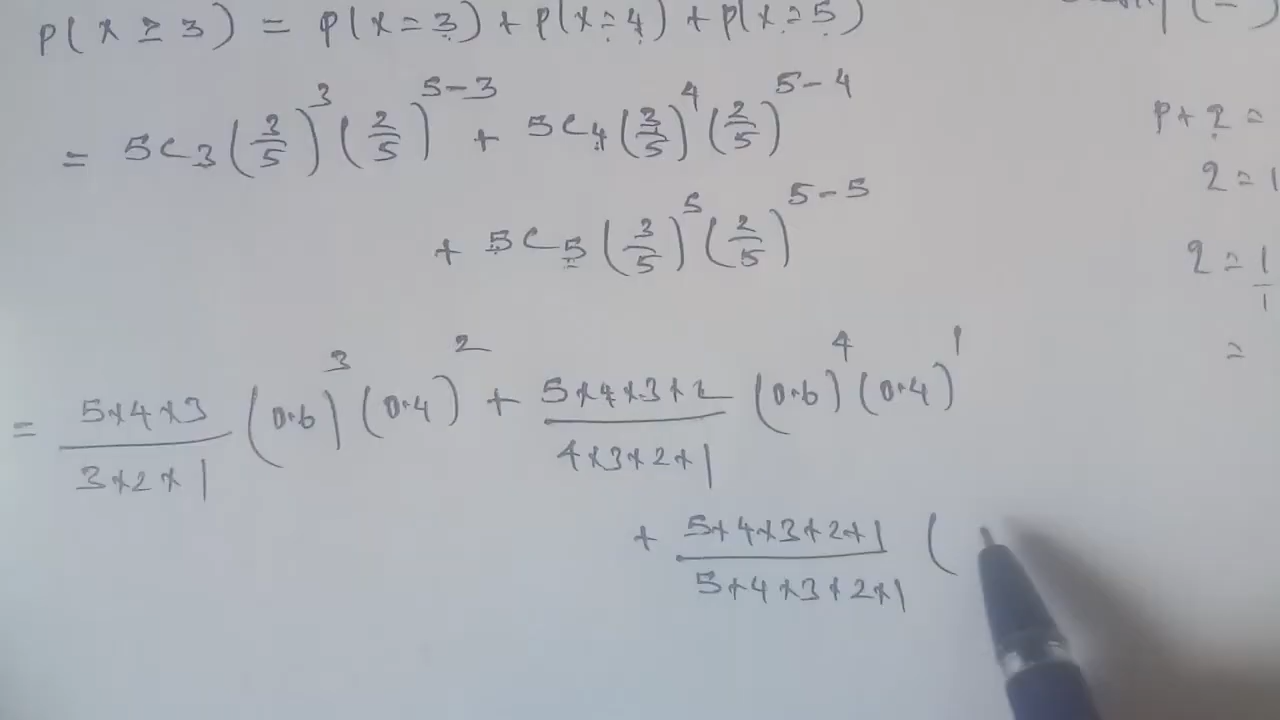 P(X ≥ 3) = P(X = 3) + P(X = 4) + P(X = 5)
= 5C3 (3/5)^3 (2/5)^5-3 + 5C4 (3/5)^4 (2/5)^5-4
+ 5C5 (3/5)^5 (2/5)^5-5
P + q =
q = 1
q = 1/1
=
= 5×4×3 / 3×2×1 (0.6)^3 (0.4)^2 + 5×4×3×2 / 4×3×2×1 (0.6)^4 (0.4)^1
+ 5×4×3×2×1 / 5×4×3×2×1 (